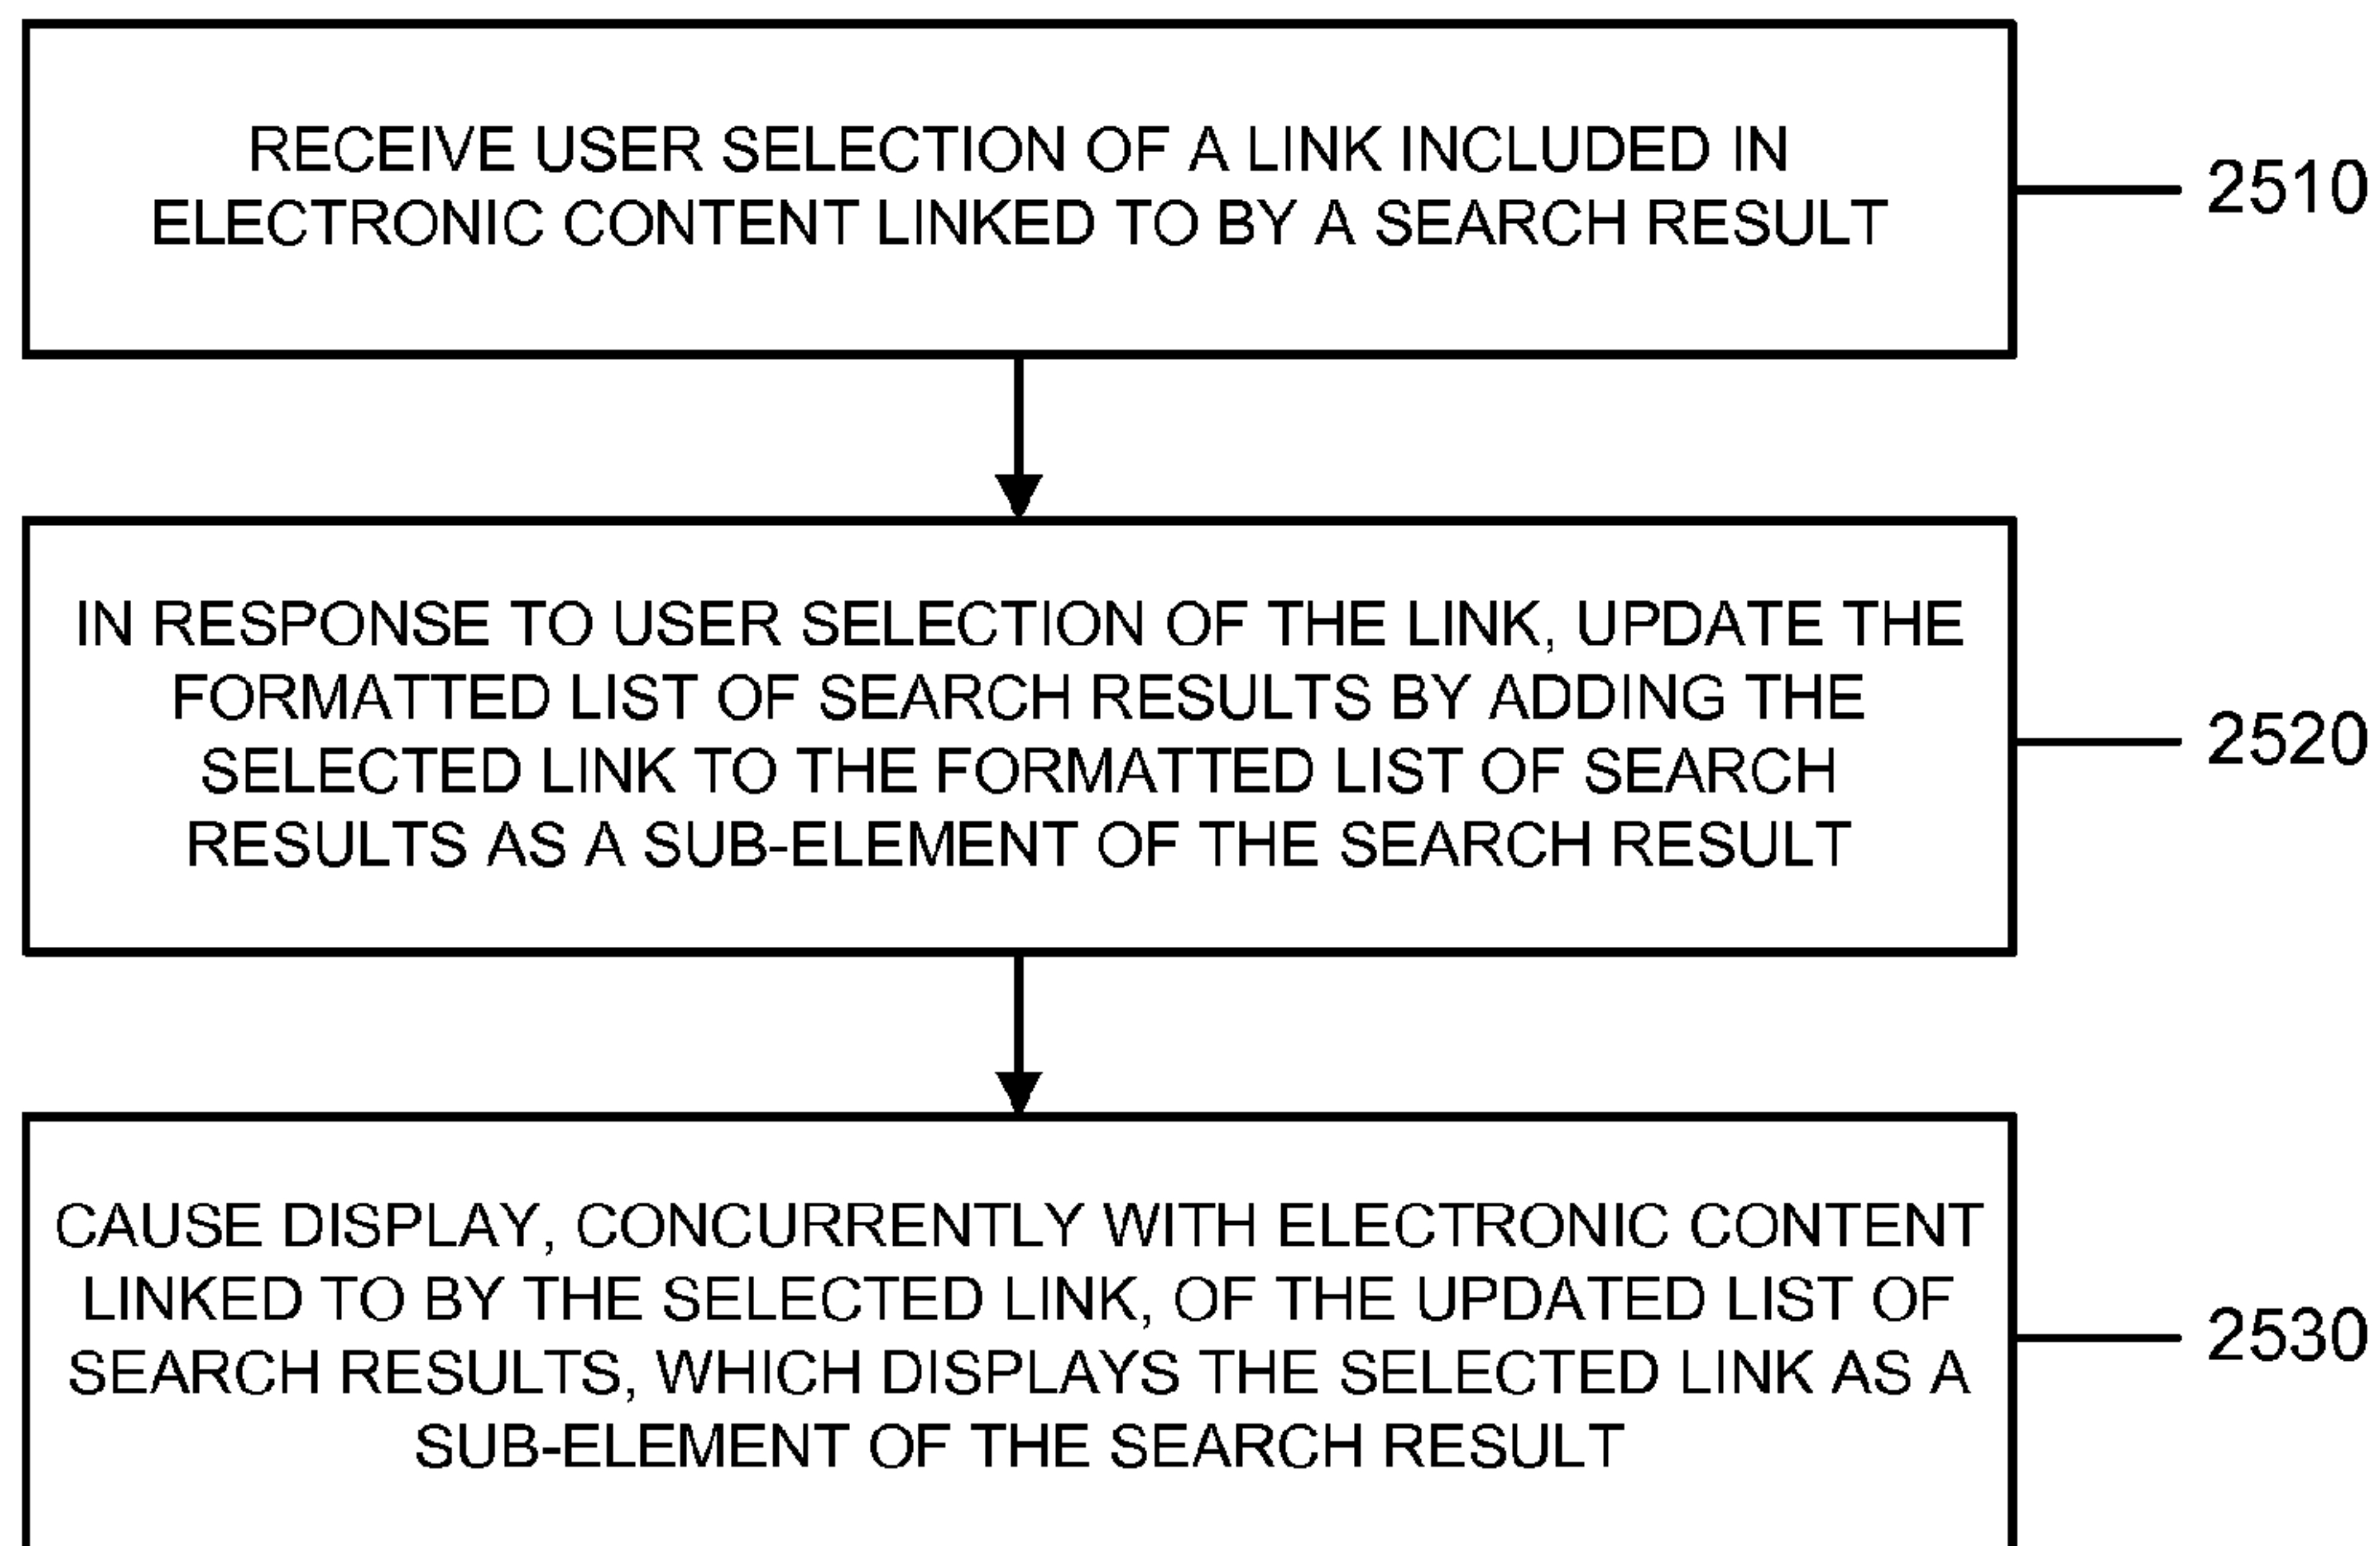 RECEIVE USER SELECTION OF A LINK INCLUDED IN
ELECTRONIC CONTENT LINKED TO BY A SEARCH RESULT
2510
IN RESPONSE TO USER SELECTION OF THE LINK, UPDATE THE
FORMATTED LIST OF SEARCH RESULTS BY ADDING THE
SELECTED LINK TO THE FORMATTED LIST OF SEARCH
RESULTS AS A SUB-ELEMENT OF THE SEARCH RESULT
2520
CAUSE DISPLAY, CONCURRENTLY WITH ELECTRONIC CONTENT
LINKED TO BY THE SELECTED LINK, OF THE UPDATED LIST OF
SEARCH RESULTS, WHICH DISPLAYS THE SELECTED LINK AS A
SUB-ELEMENT OF THE SEARCH RESULT
2530